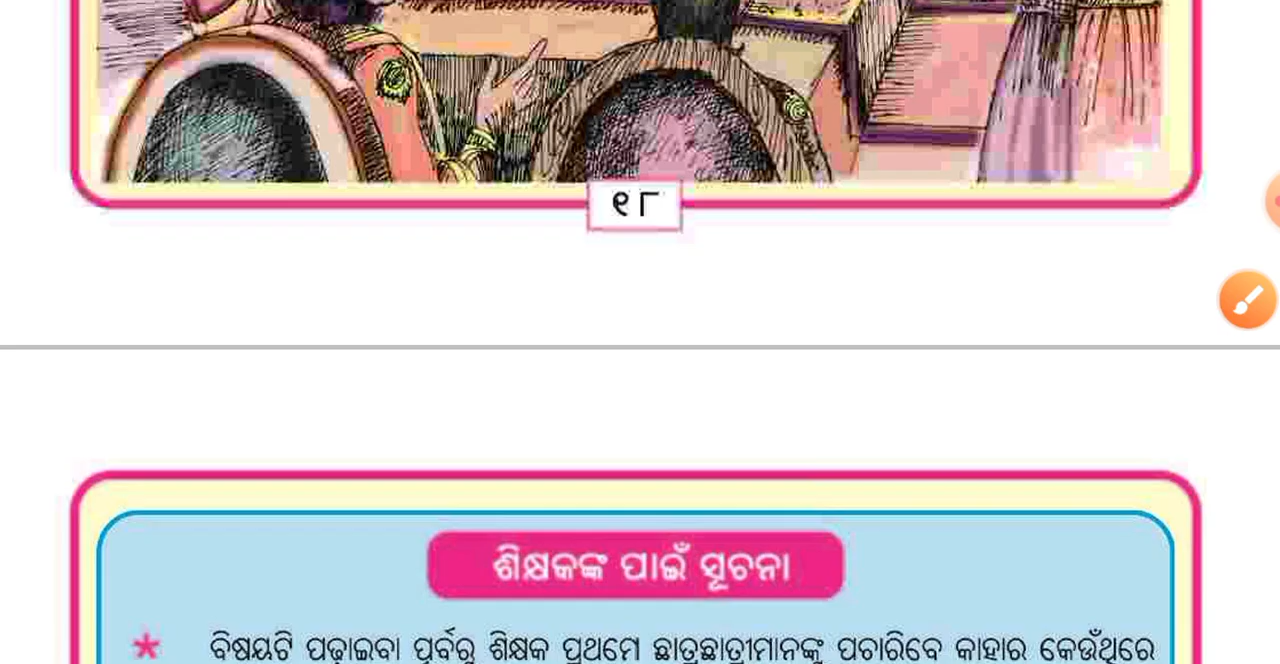 ୧୮
ଶିକ୍ଷକଙ୍କ ପାଇଁ ସୂଚନା
* ବିଷୟଟି ପଢ଼ାଇବା ପୂର୍ବରୁ ଶିକ୍ଷକ ପ୍ରଥମେ ଛାତ୍ରଛାତ୍ରୀମାନଙ୍କୁ ପଚାରିବେ କାହାର କେଉଁଥିରେ